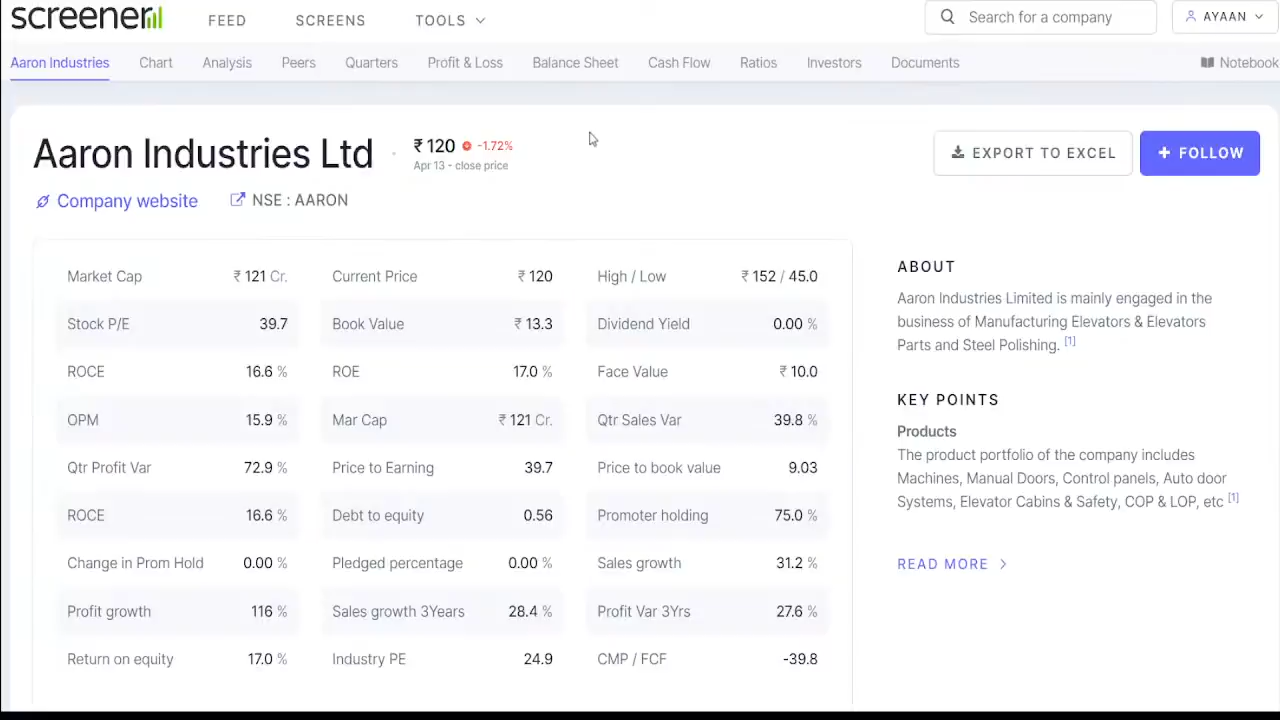 screener
FEED SCREENS TOOLS
Search for a company
AYAAN
Aaron Industries Chart Analysis Peers Quarters Profit & Loss Balance Sheet Cash Flow Ratios Investors Documents Notebook
Aaron Industries Ltd
₹ 120 -1.72%
Apr 13 - close price
EXPORT TO EXCEL
+ FOLLOW
Company website NSE : AARON
Market Cap ₹ 121 Cr. Current Price ₹ 120 High / Low ₹ 152 / 45.0
Stock P/E 39.7 Book Value ₹ 13.3 Dividend Yield 0.00 %
ROCE 16.6 % ROE 17.0 % Face Value ₹ 10.0
OPM 15.9 % Mar Cap ₹ 121 Cr. Qtr Sales Var 39.8 %
Qtr Profit Var 72.9 % Price to Earning 39.7 Price to book value 9.03
ROCE 16.6 % Debt to equity 0.56 Promoter holding 75.0 %
Change in Prom Hold 0.00 % Pledged percentage 0.00 % Sales growth 31.2 %
Profit growth 116 % Sales growth 3Years 28.4 % Profit Var 3Yrs 27.6 %
Return on equity 17.0 % Industry PE 24.9 CMP / FCF -39.8
ABOUT
Aaron Industries Limited is mainly engaged in the
business of Manufacturing Elevators & Elevators
Parts and Steel Polishing. [1]
KEY POINTS
Products
The product portfolio of the company includes
Machines, Manual Doors, Control panels, Auto door
Systems, Elevator Cabins & Safety, COP & LOP, etc [1]
READ MORE